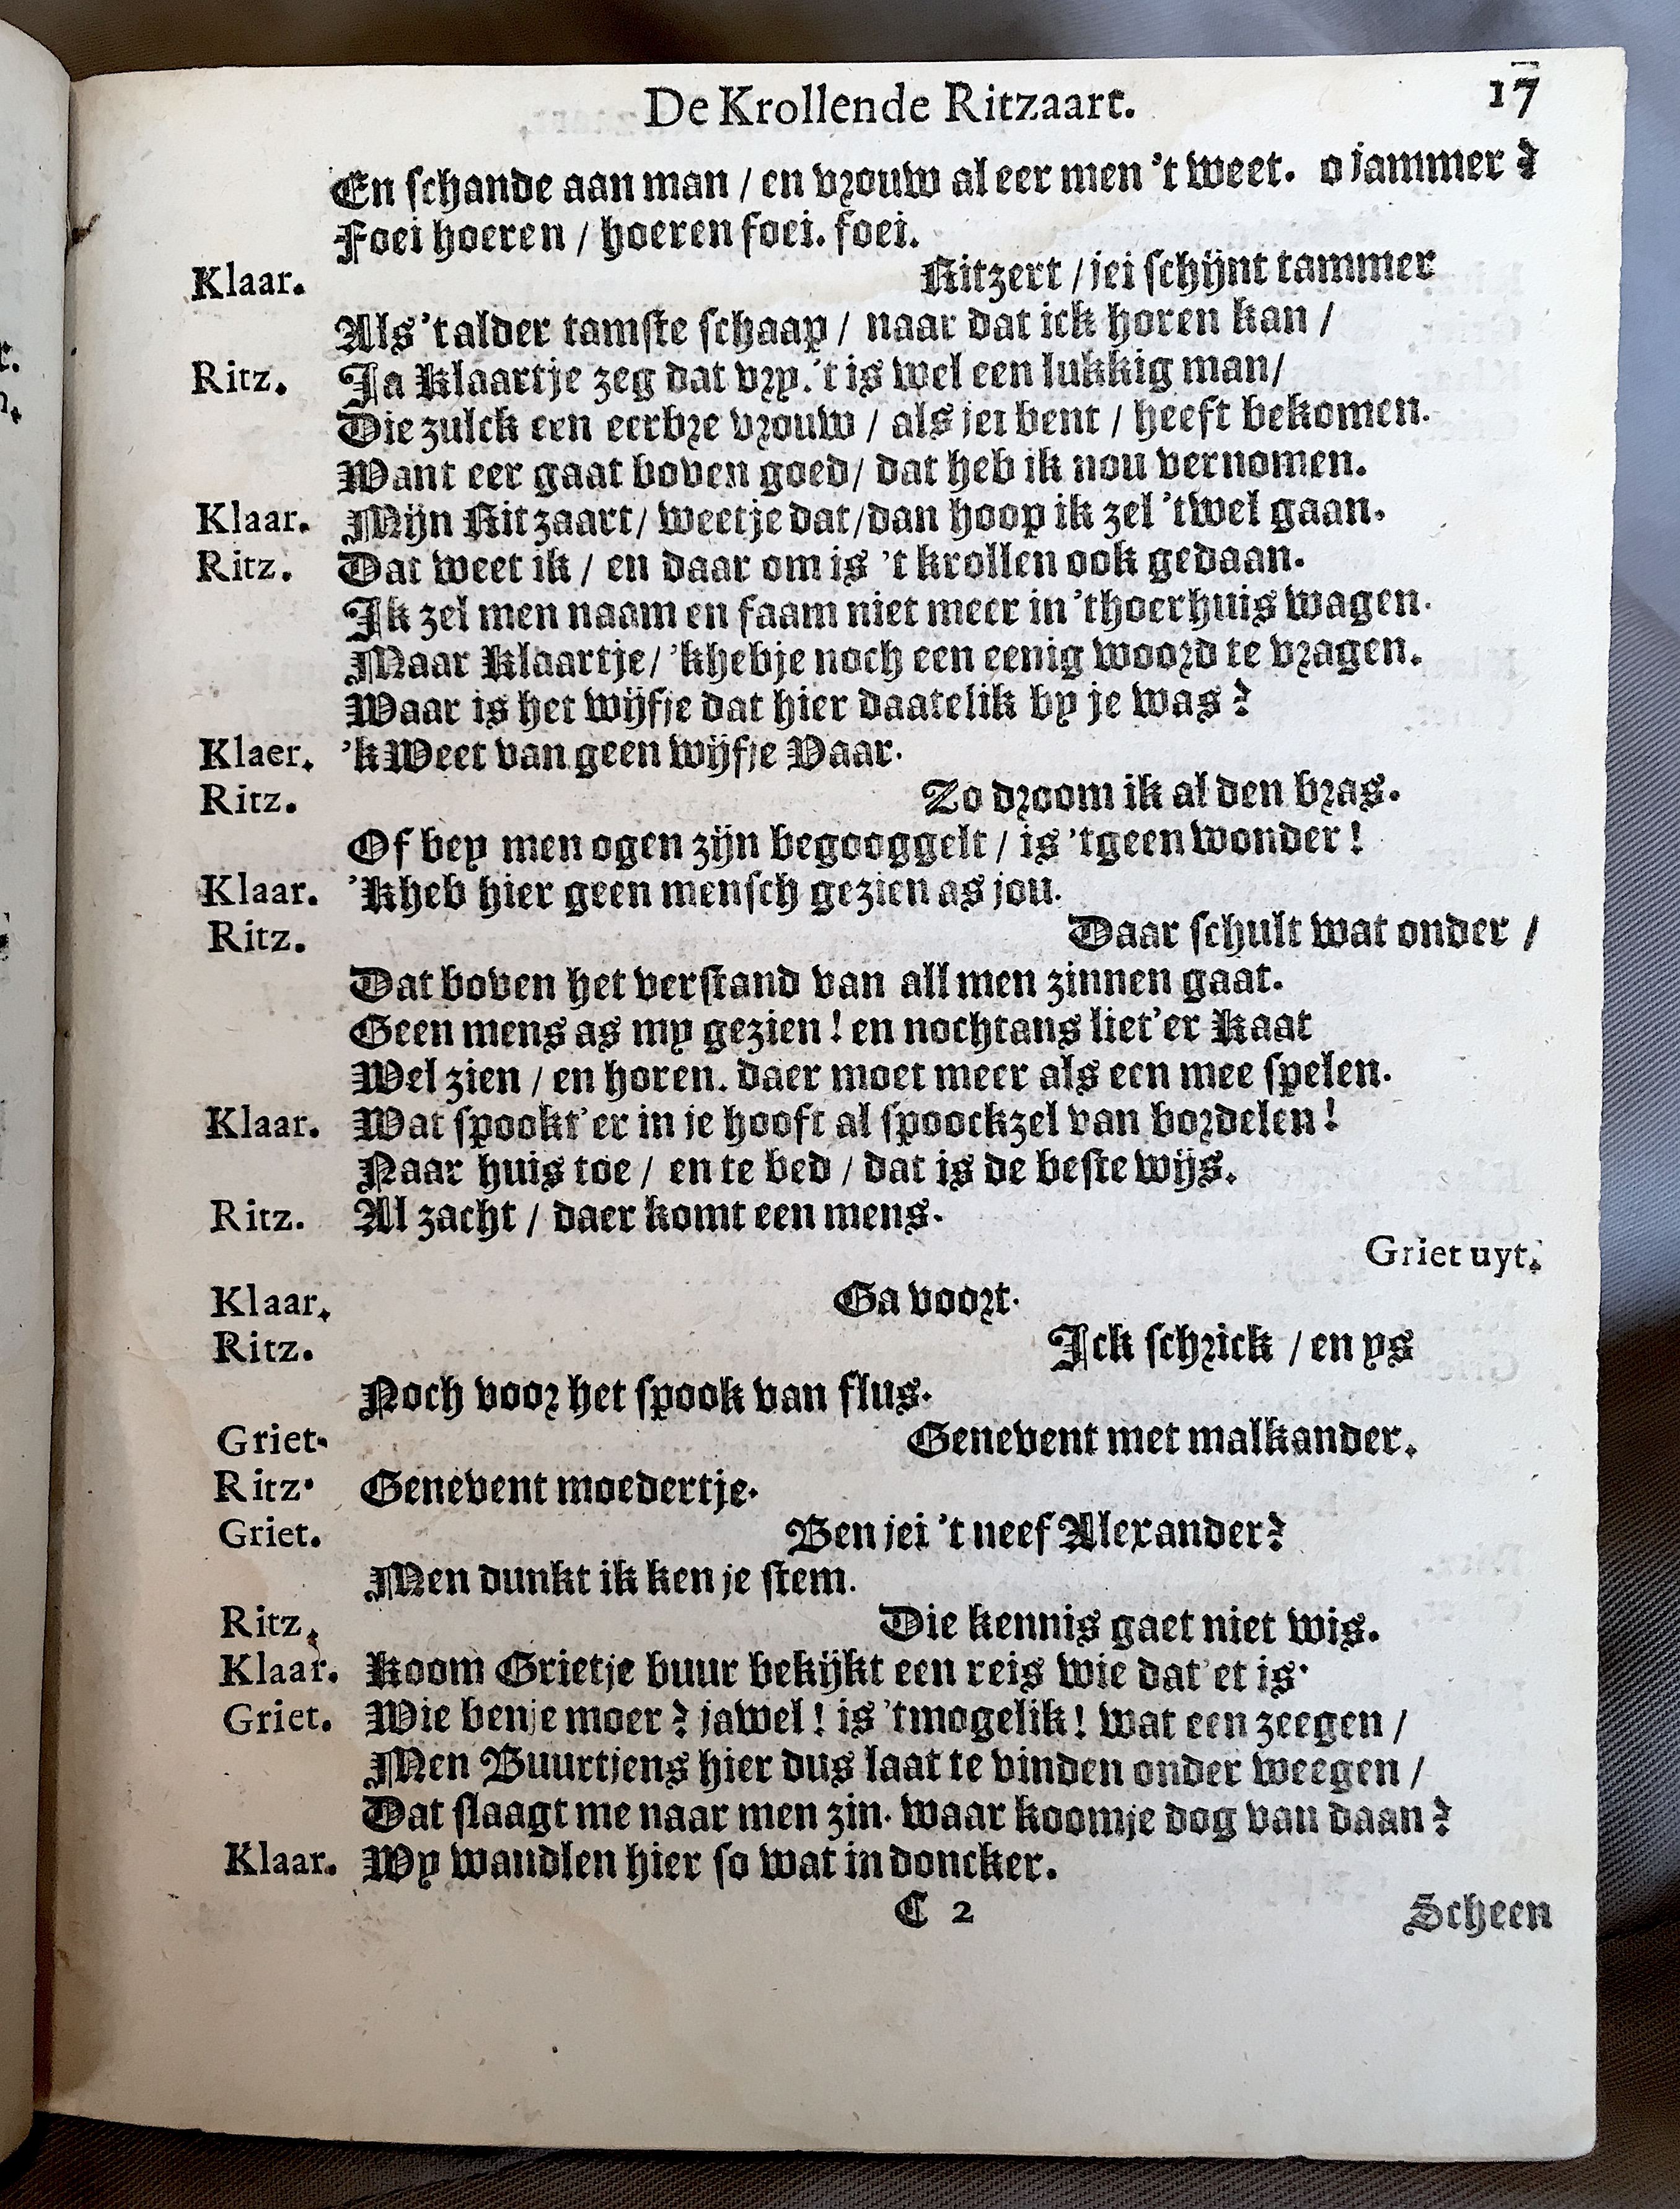 De Krollende Ritzaart. 17
En schande aan man / en vrouw al eer men 't weet. o jammer?
Foei hoeren / hoeren foei. foei.
Klaar. Ritzert / jei schijnt tammer
Als 't alder tamste schaap / naar dat ick horen kan /
Ritz. Ja Klaartje zeg dat vry. 't is wel een lukkig man /
Die zulck een eerbre vrouw / als jei bent / heeft bekomen.
Want eer gaat boven goed / dat heb ik nou vernomen.
Klaar. Mijn Ritzaart / weetje dat / dan hoop ik zel 't wel gaan.
Ritz. Dat weet ik / en daar om is 't krollen ook gedaan.
Ik zel men naam en faam niet meer in 't hoerhuis wagen.
Maar Klaartje / 'k hebje noch een eenig woord te vragen.
Waar is het wijfje dat hier daatelik by je was?
Klaer. 'k Weet van geen wijfje Vaar.
Ritz. Zo droom ik al den bras.
Of bey men ogen zijn begooggelt / is 't geen wonder!
Klaar. 'K heb hier geen mensch gezien as jou.
Ritz. Daar schult wat onder /
Dat boven het verstand van all men zinnen gaat.
Geen mens as my gezien! en nochtans liet'er Kaat
Wel zien / en horen. daer moet meer als een mee spelen.
Klaar. Wat spookt'er in je hooft al spoockzel van bordelen!
Naar huis toe / en te bed / dat is de beste wijs.
Ritz. Al zacht / daer komt een mens.
Griet uyt.
Klaar. Ga voort.
Ritz. Ick schrick / en ys
Noch voor het spook van flus.
Griet. Genevent met malkander.
Ritz. Genevent moedertje.
Griet. Ben jei 't neef Alexander?
Men dunkt ik ken je stem.
Ritz. Die kennis gaet niet wis.
Klaar. Koom Grietje buur bekijkt een reis wie dat et is.
Griet. Wie benje moer? jawel! is 't mogelik! wat een zeegen /
Men Buurtjens hier dus laat te vinden onder weegen /
Dat slaagt me naar men zin. waar koomje dog van daan?
Klaar. Wy wandlen hier so wat in doncker.
C 2 Scheen